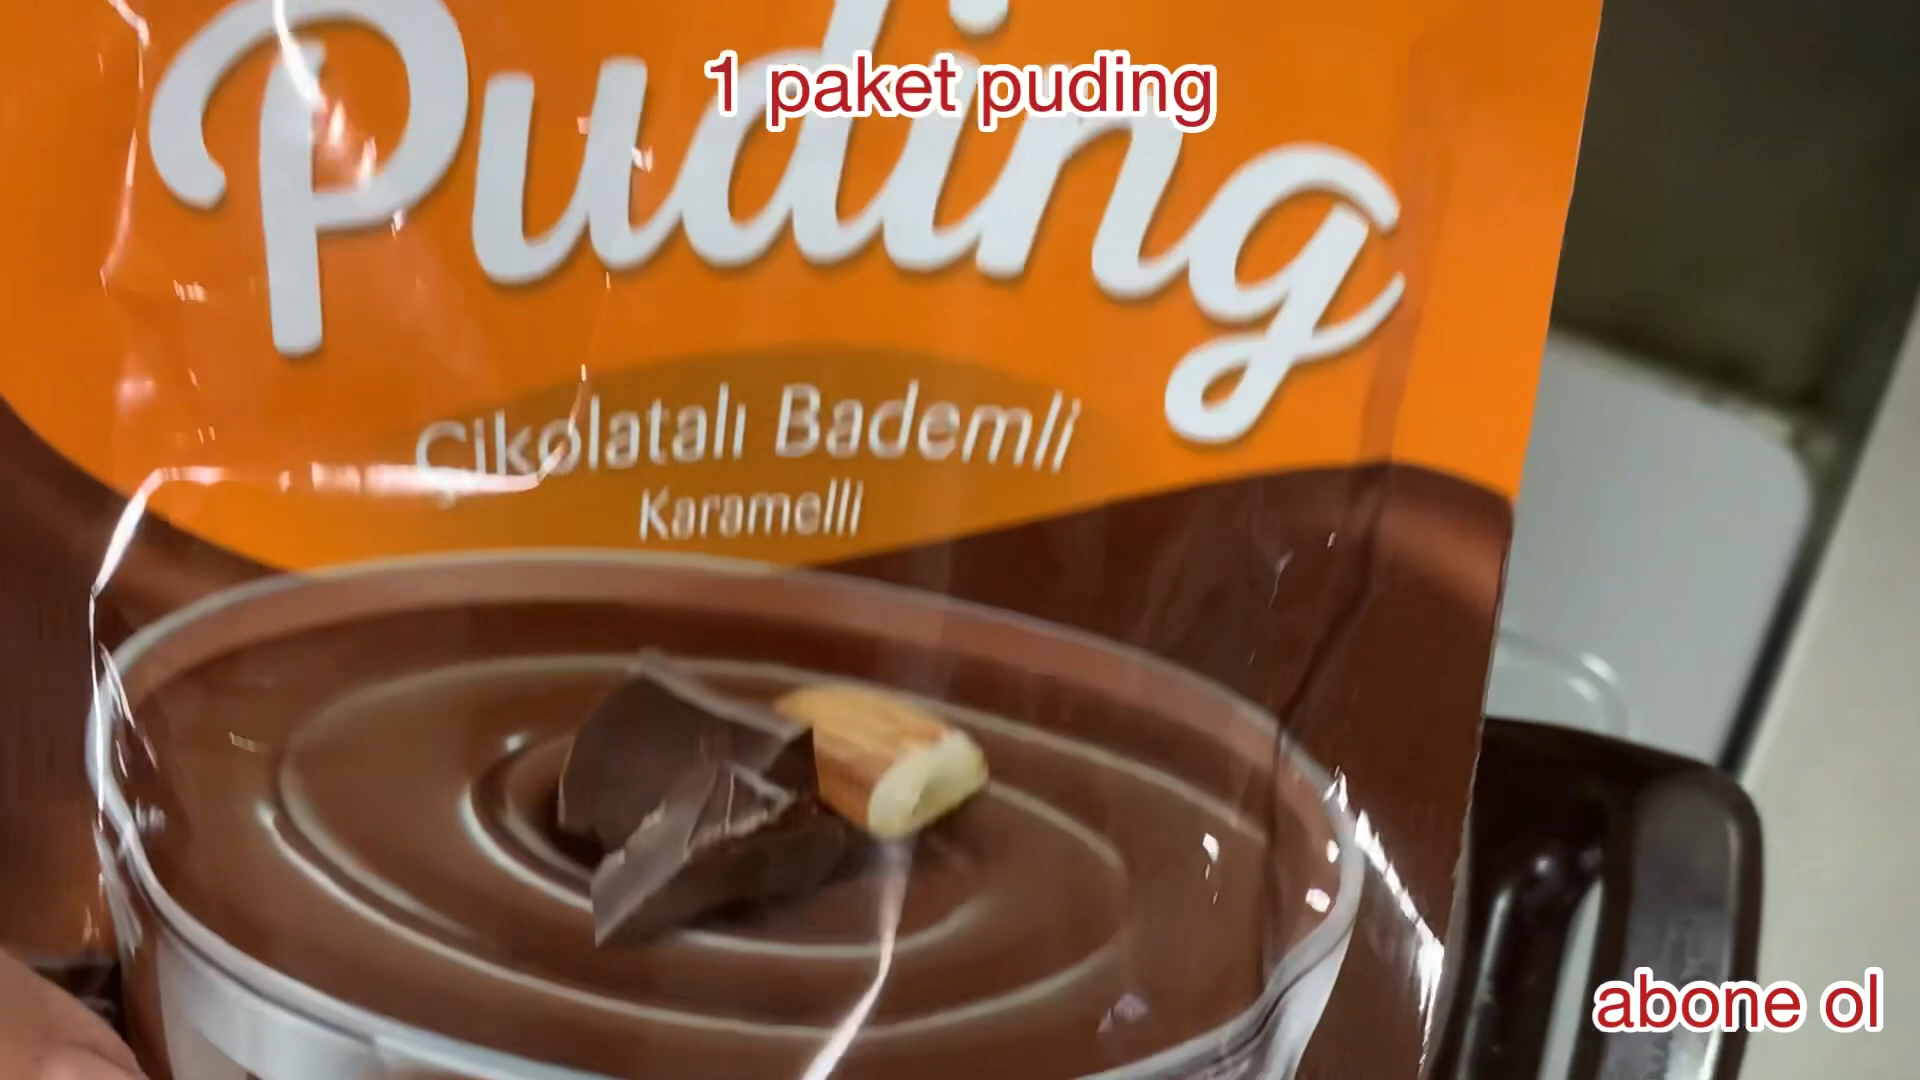 1 paket puding
Puding
Çikolatalı Bademli
Karamelli
abone ol